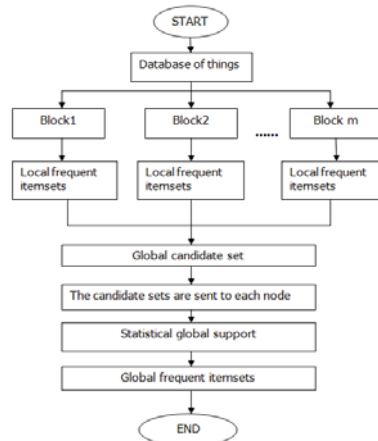 START
Database of things
Block1
Block2
......
Block m
Local frequent
itemsets
Local frequent
itemsets
Local frequent
itemsets
Global candidate set
The candidate sets are sent to each node
Statistical global support
Global frequent itemsets
END